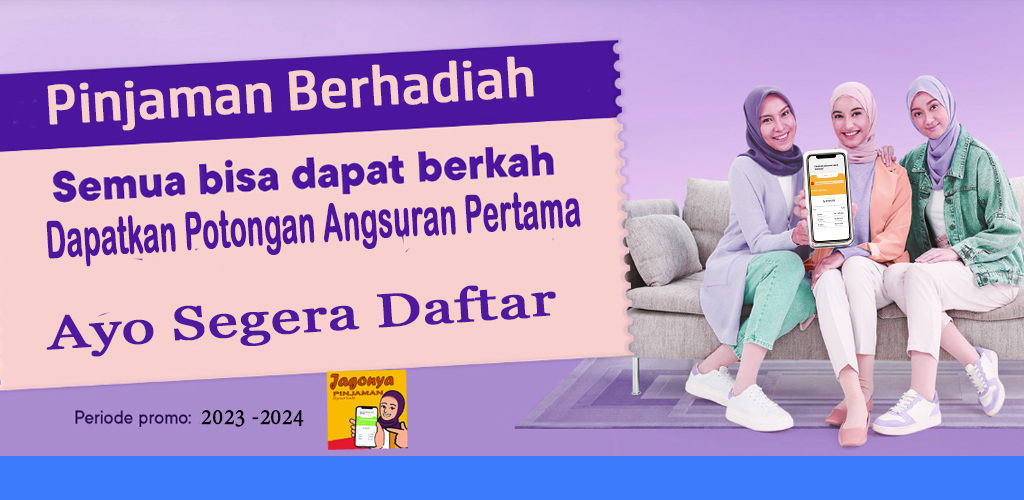 Pinjaman Berhadiah
Semua bisa dapat berkah
Dapatkan Potongan Angsuran Pertama
Ayo Segera Daftar
Periode promo: 2023 -2024
Jagonya
PINJAMAN